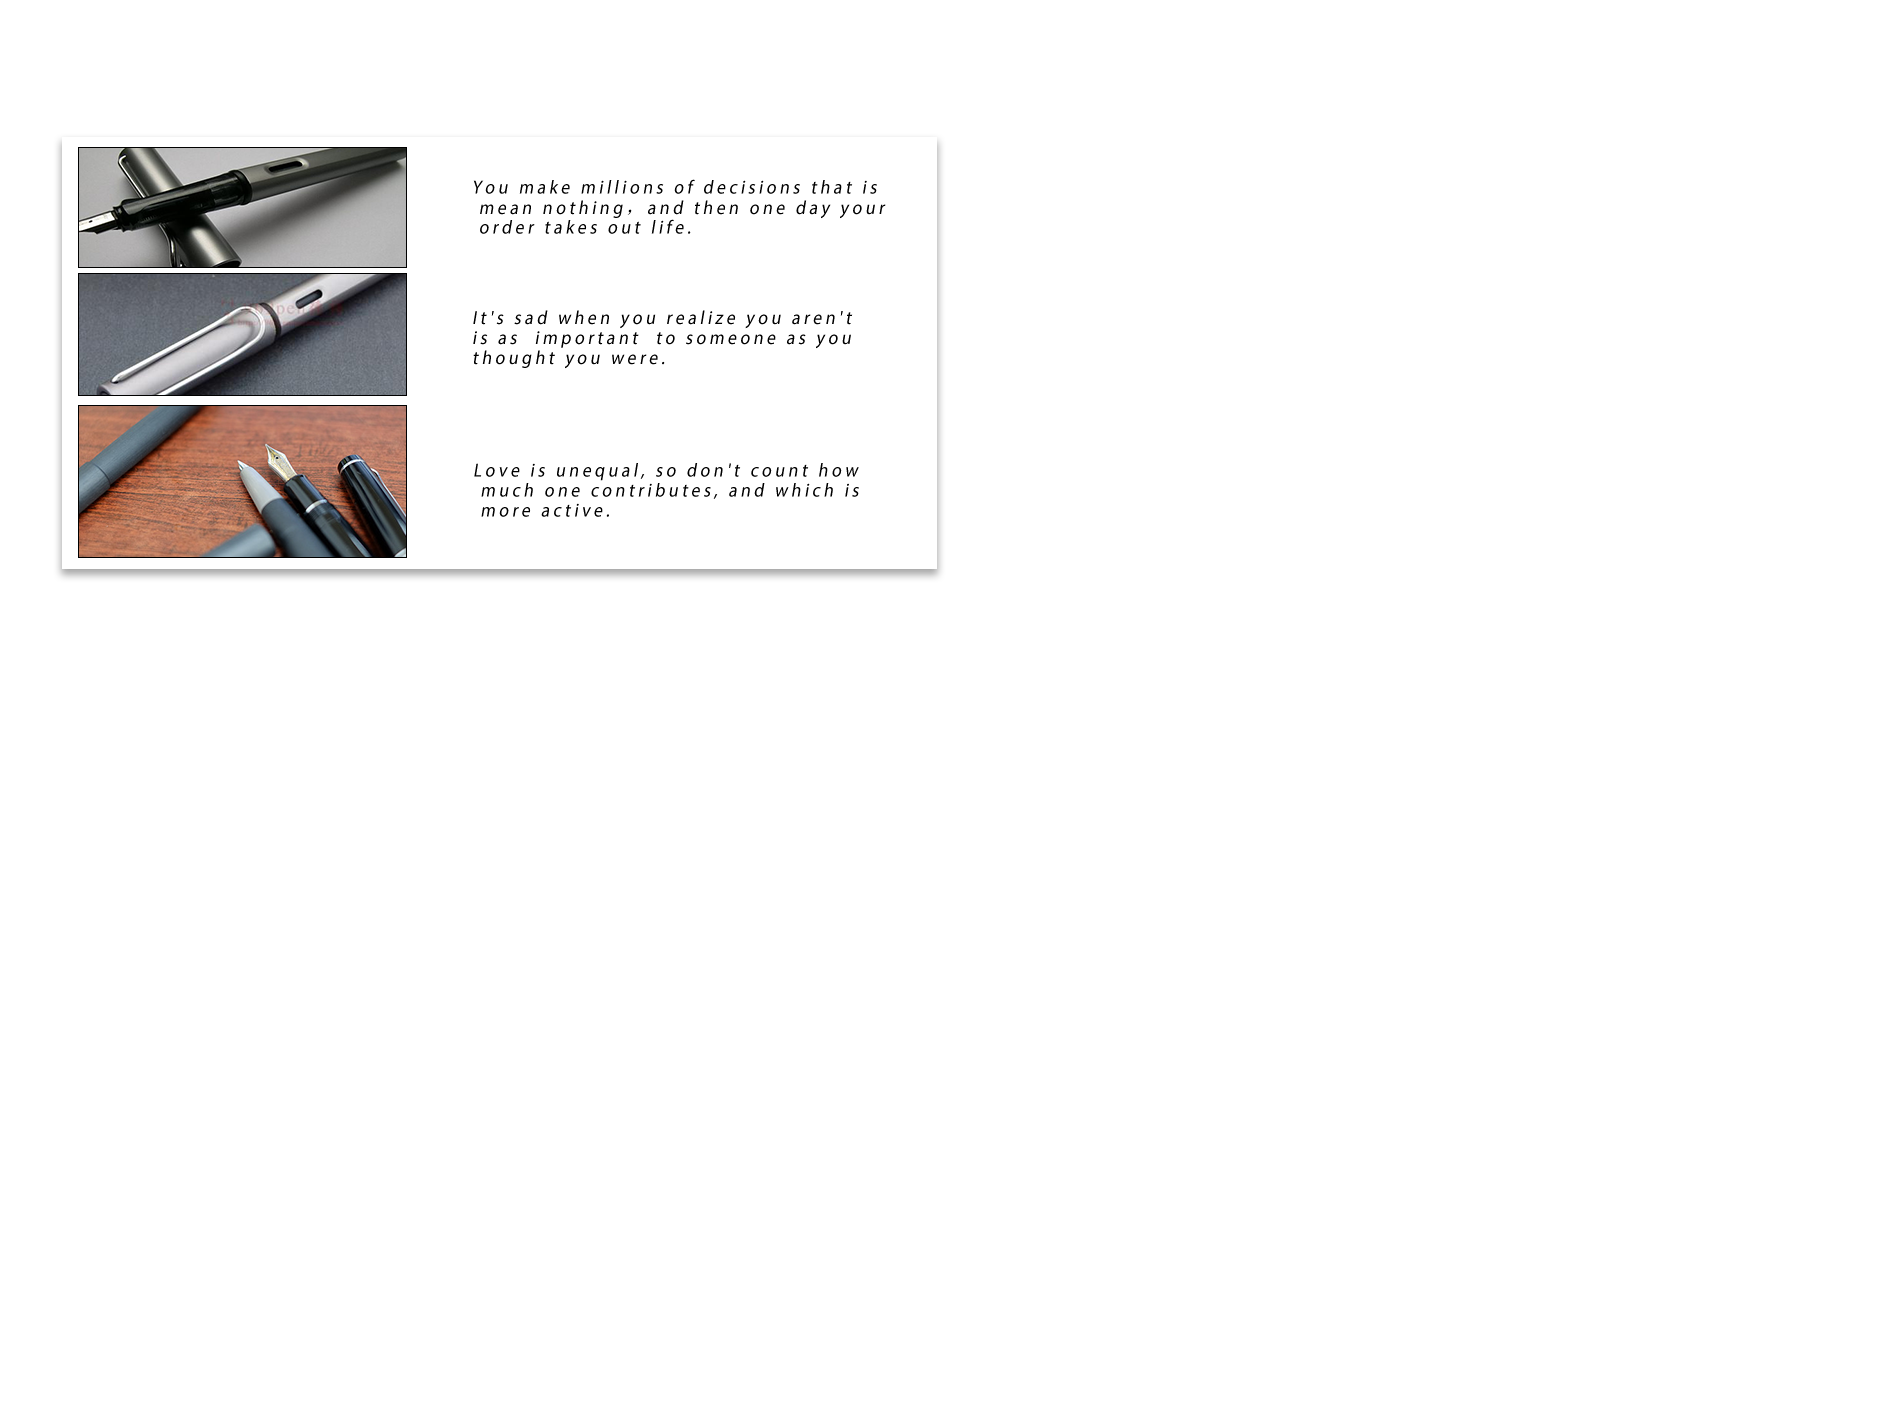 You make millions of decisions that is
mean nothing，and then one day your
order takes out life.
It's sad when you realize you aren't
is as  important  to someone as you
thought you were.
Love is unequal, so don't count how
much one contributes, and which is
more active.